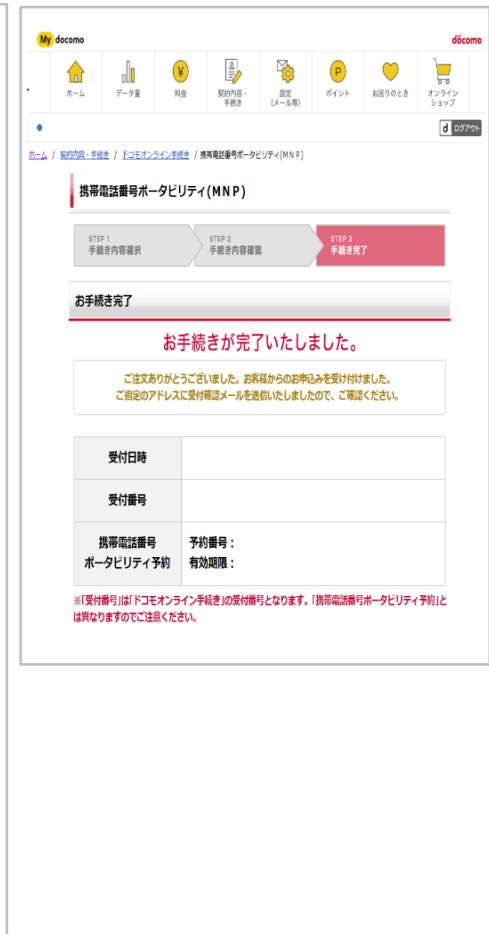 My docomo
döcomo
ホーム
データ量
料金
契約内容・
手続き
設定
(メール等)
ポイント
お困りのとき
オンライン
ショップ
d ログアウト
ホーム / 契約内容・手続き / ドコモオンライン手続き / 携帯電話番号ポータビリティ(MNP)
携帯電話番号ポータビリティ(MNP)
STEP 1
手続き内容選択
STEP 2
手続き内容確認
STEP 3
手続き完了
お手続き完了
お手続きが完了いたしました。
ご注文ありがとうございました。お客様からのお申込みを受け付けました。
ご指定のアドレスに受付確認メールを送信いたしましたので、ご確認ください。
受付日時
受付番号
携帯電話番号
ポータビリティ予約
予約番号：
有効期限：
※「受付番号」は「ドコモオンライン手続き」の受付番号となります。「携帯電話番号ポータビリティ予約」と
は異なりますのでご注意ください。